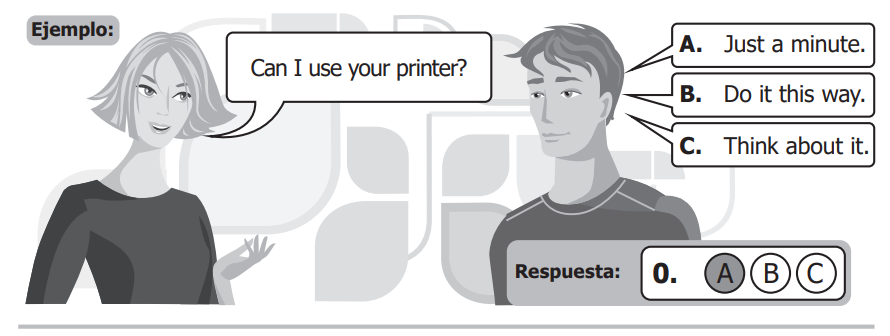 Ejemplo:
Can I use your printer?
A. Just a minute.
B. Do it this way.
C. Think about it.
Respuesta: 0. A B C